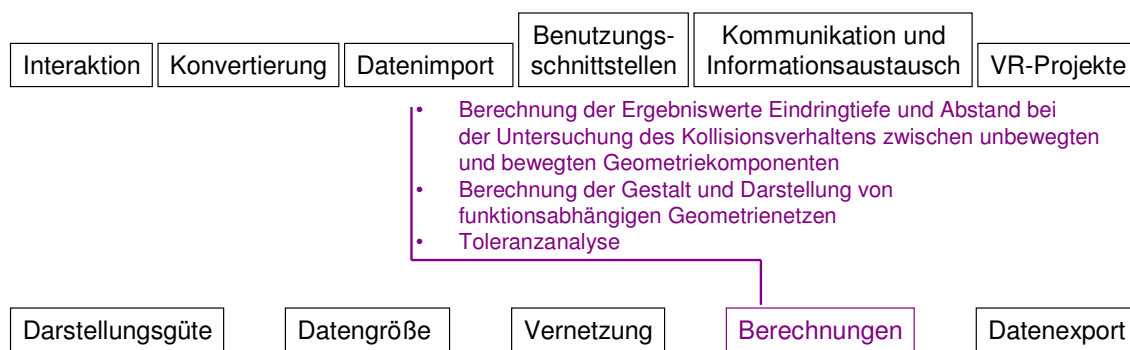 Interaktion
Konvertierung
Datenimport
Benutzungs-
schnittstellen
Kommunikation und
Informationsaustausch
VR-Projekte
• Berechnung der Ergebniswerte Eindringtiefe und Abstand bei
der Untersuchung des Kollisionsverhaltens zwischen unbewegten
und bewegten Geometriekomponenten
• Berechnung der Gestalt und Darstellung von
funktionsabhängigen Geometrienetzen
• Toleranzanalyse
Darstellungsgüte
Datengröße
Vernetzung
Berechnungen
Datenexport